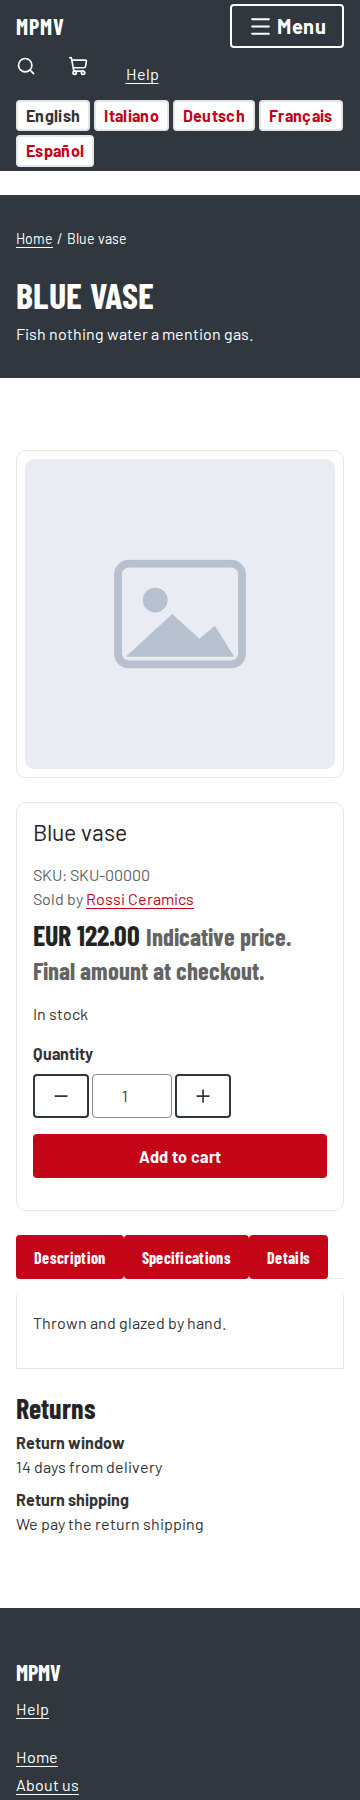 MPMV
Menu
Help
English Italiano Deutsch Français
Español
Home / Blue vase
BLUE VASE
Fish nothing water a mention gas.
Blue vase
SKU: SKU-00000
Sold by Rossi Ceramics
EUR 122.00 Indicative price.
Final amount at checkout.
In stock
Quantity
1
Add to cart
Description Specifications Details
Thrown and glazed by hand.
Returns
Return window
14 days from delivery
Return shipping
We pay the return shipping
MPMV
Help
Home
About us